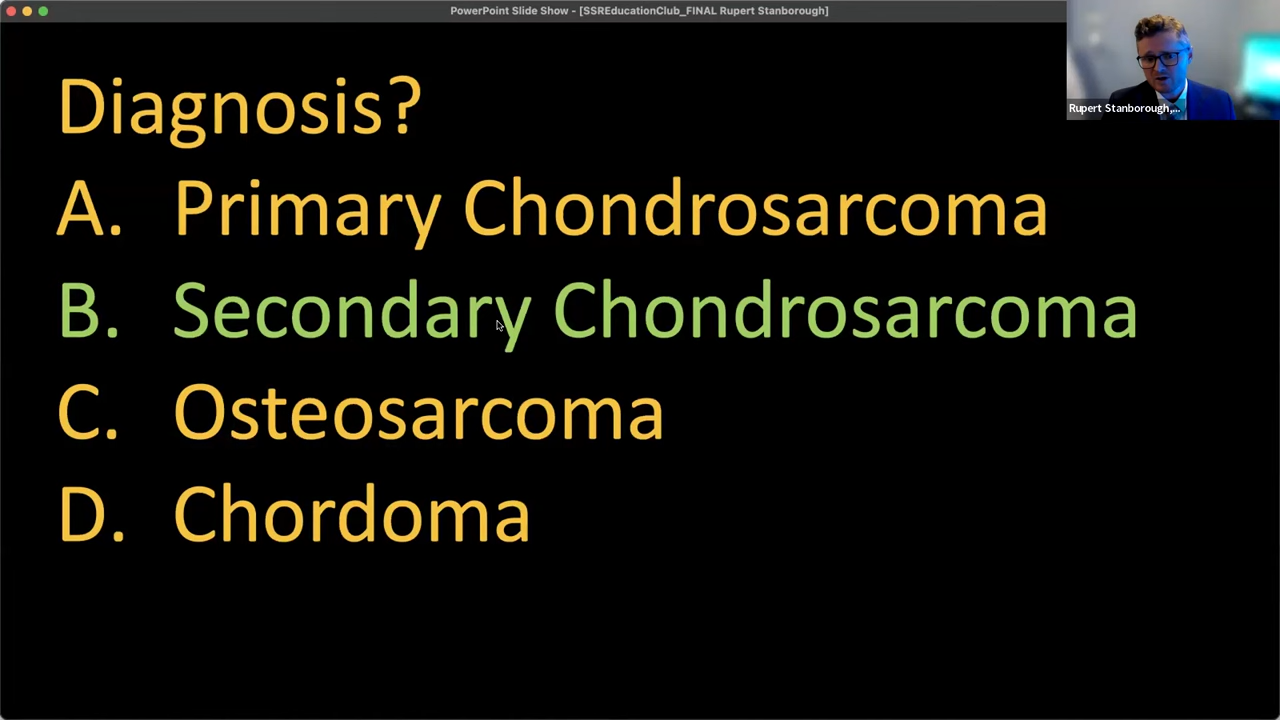 PowerPoint Slide Show - [SSREducationClub_FINAL Rupert Stanborough]
Rupert Stanborough,...
Diagnosis?
A. Primary Chondrosarcoma
B. Secondary Chondrosarcoma
C. Osteosarcoma
D. Chordoma